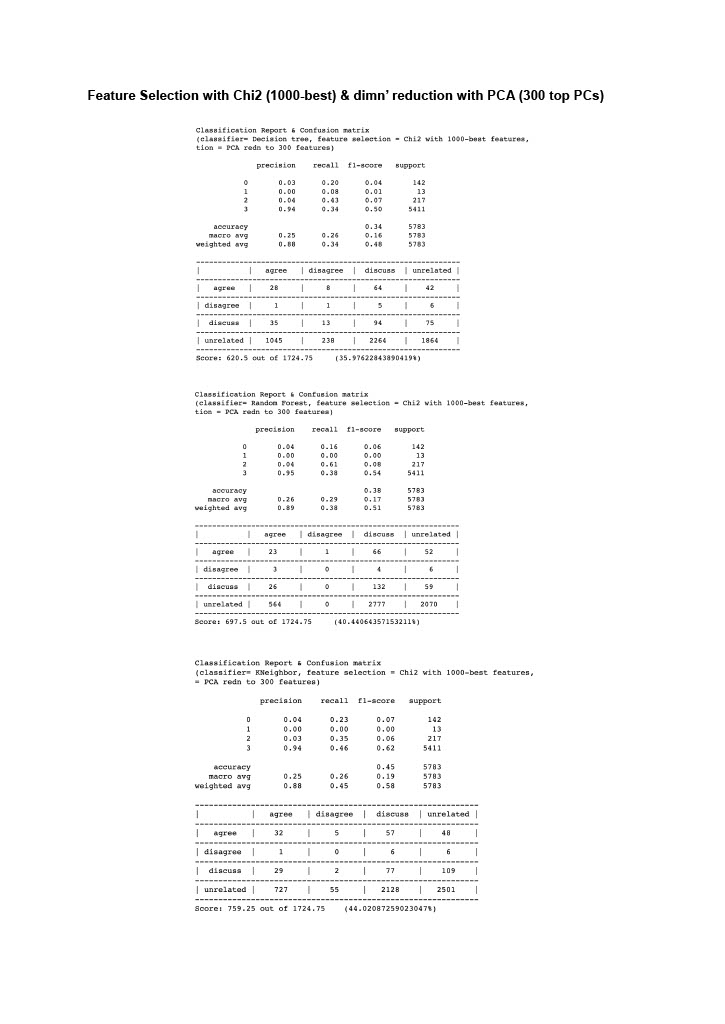 Feature Selection with Chi2 (1000-best) & dimn' reduction with PCA (300 top PCs)
Classification Report & Confusion matrix
(classifier= Decision tree, feature selection = Chi2 with 1000-best features,
tion = PCA redn to 300 features)
precision recall f1-score support
0 0.03 0.20 0.04 142
1 0.00 0.08 0.01 13
2 0.04 0.43 0.07 217
3 0.94 0.34 0.50 5411
accuracy 0.34 5783
macro avg 0.25 0.26 0.16 5783
weighted avg 0.88 0.34 0.48 5783
| | agree | disagree | discuss | unrelated |
| agree | 28 | 8 | 64 | 42 |
| disagree | 1 | 1 | 5 | 6 |
| discuss | 35 | 13 | 94 | 75 |
| unrelated | 1045 | 238 | 2264 | 1864 |
Score: 620.5 out of 1724.75 (35.97622843890419%)
Classification Report & Confusion matrix
(classifier= Random Forest, feature selection = Chi2 with 1000-best features,
tion = PCA redn to 300 features)
precision recall f1-score support
0 0.04 0.16 0.06 142
1 0.00 0.00 0.00 13
2 0.04 0.61 0.08 217
3 0.95 0.38 0.54 5411
accuracy 0.38 5783
macro avg 0.26 0.29 0.17 5783
weighted avg 0.89 0.38 0.51 5783
| | agree | disagree | discuss | unrelated |
| agree | 23 | 1 | 66 | 52 |
| disagree | 3 | 0 | 4 | 6 |
| discuss | 26 | 0 | 132 | 59 |
| unrelated | 564 | 0 | 2777 | 2070 |
Score: 697.5 out of 1724.75 (40.44064357153211%)
Classification Report & Confusion matrix
(classifier= KNeighbor, feature selection = Chi2 with 1000-best features,
= PCA redn to 300 features)
precision recall f1-score support
0 0.04 0.23 0.07 142
1 0.00 0.00 0.00 13
2 0.03 0.35 0.06 217
3 0.94 0.46 0.62 5411
accuracy 0.45 5783
macro avg 0.25 0.26 0.19 5783
weighted avg 0.88 0.45 0.58 5783
| | agree | disagree | discuss | unrelated |
| agree | 32 | 5 | 57 | 48 |
| disagree | 1 | 0 | 6 | 6 |
| discuss | 29 | 2 | 77 | 109 |
| unrelated | 727 | 55 | 2128 | 2501 |
Score: 759.25 out of 1724.75 (44.02087259023047%)